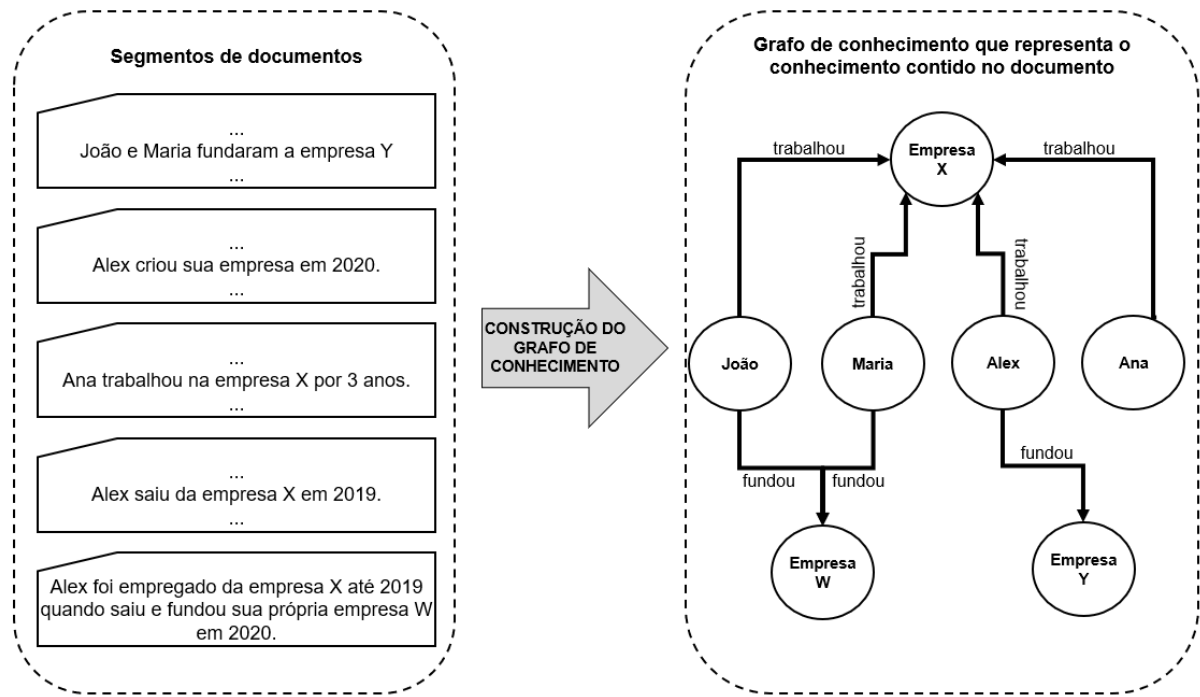 Segmentos de documentos
...
João e Maria fundaram a empresa Y
...
...
Alex criou sua empresa em 2020.
...
...
Ana trabalhou na empresa X por 3 anos.
...
...
Alex saiu da empresa X em 2019.
...
Alex foi empregado da empresa X até 2019
quando saiu e fundou sua própria empresa W
em 2020.
CONSTRUÇÃO DO
GRAFO DE
CONHECIMENTO
Grafo de conhecimento que representa o
conhecimento contido no documento
trabalhou
Empresa
X
trabalhou
trabalhou
trabalhou
João
Maria
Alex
Ana
fundou
fundou
fundou
Empresa
W
Empresa
Y